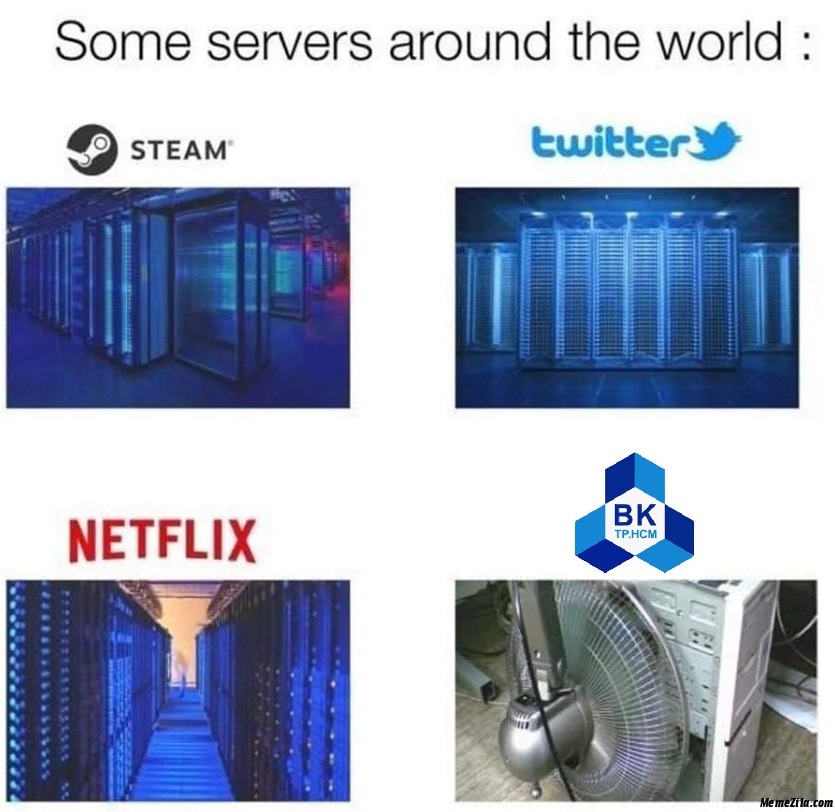 Some servers around the world :
STEAM®
twitter
NETFLIX
BK
TP.HCM
MemeZila.com